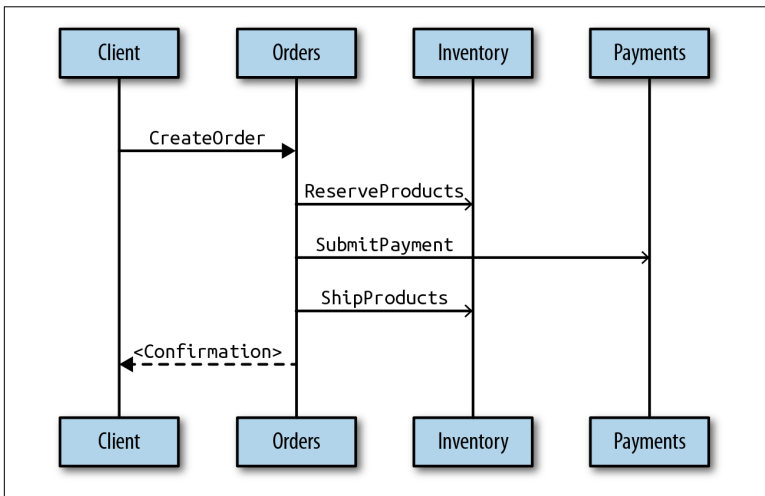 Client
Orders
Inventory
Payments
CreateOrder
ReserveProducts
SubmitPayment
ShipProducts
<Confirmation>
Client
Orders
Inventory
Payments